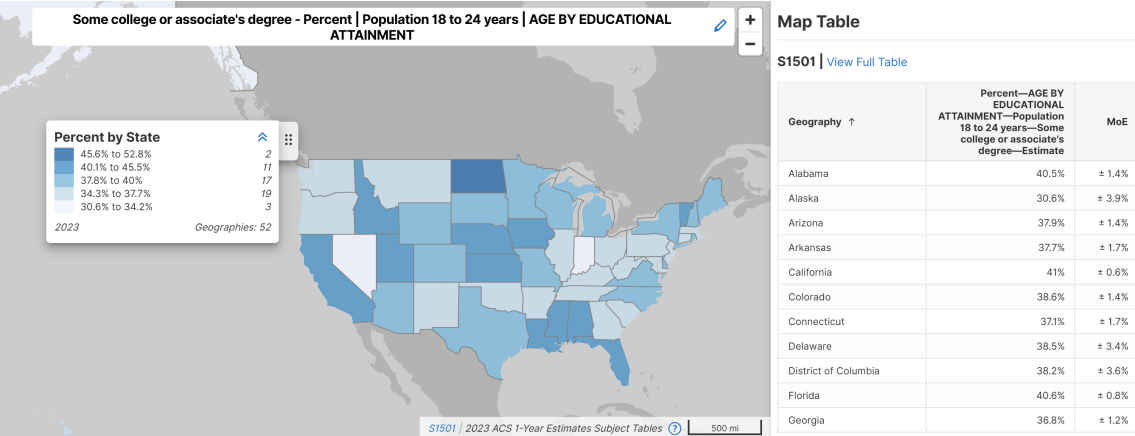 Some college or associate's degree - Percent | Population 18 to 24 years | AGE BY EDUCATIONAL
ATTAINMENT
+
−
Percent by State
45.6% to 52.8% 2
40.1% to 45.5% 11
37.8% to 40% 17
34.3% to 37.7% 19
30.6% to 34.2% 3
2023 Geographies: 52
S1501 | 2023 ACS 1-Year Estimates Subject Tables ? 500 mi
Map Table
S1501 | View Full Table
Geography ↑
Percent—AGE BY
EDUCATIONAL
ATTAINMENT—Population
18 to 24 years—Some
college or associate's
degree—Estimate
MoE
Alabama 40.5% ± 1.4%
Alaska 30.6% ± 3.9%
Arizona 37.9% ± 1.4%
Arkansas 37.7% ± 1.7%
California 41% ± 0.6%
Colorado 38.6% ± 1.4%
Connecticut 37.1% ± 1.7%
Delaware 38.5% ± 3.4%
District of Columbia 38.2% ± 3.6%
Florida 40.6% ± 0.8%
Georgia 36.8% ± 1.2%